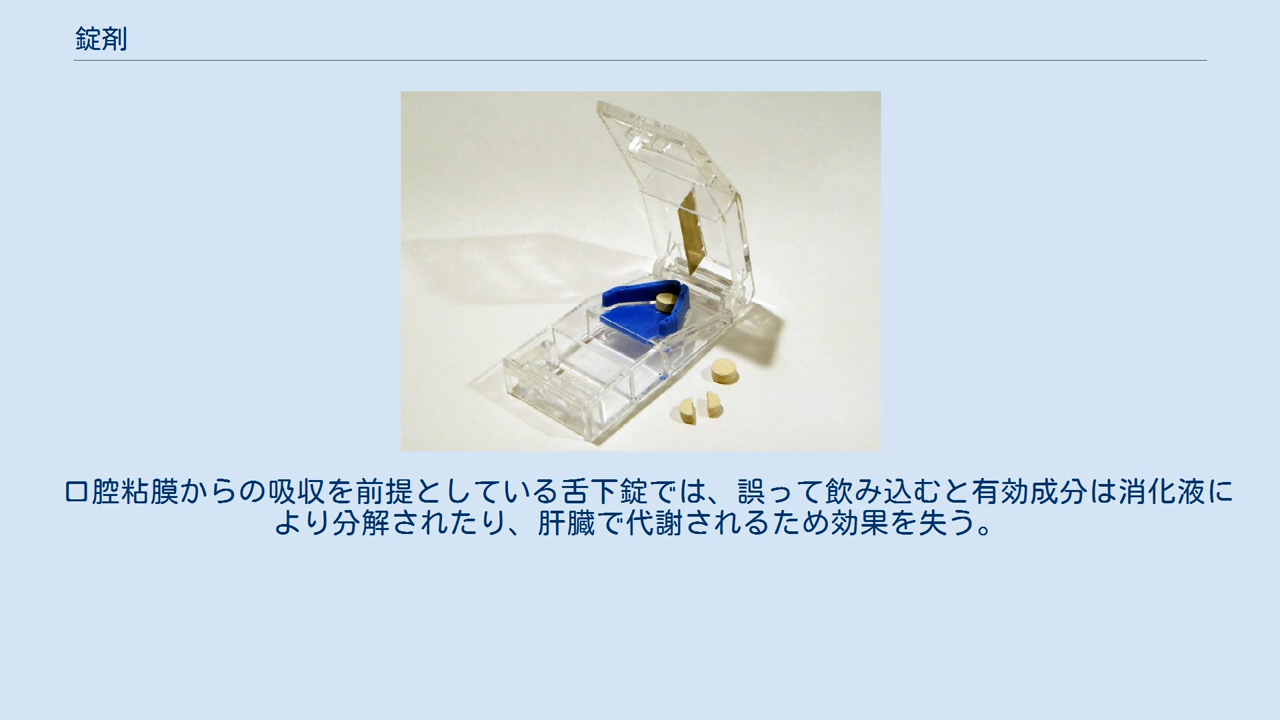 錠剤
口腔粘膜からの吸収を前提としている舌下錠では、誤って飲み込むと有効成分は消化液に
より分解されたり、肝臓で代謝されるため効果を失う。